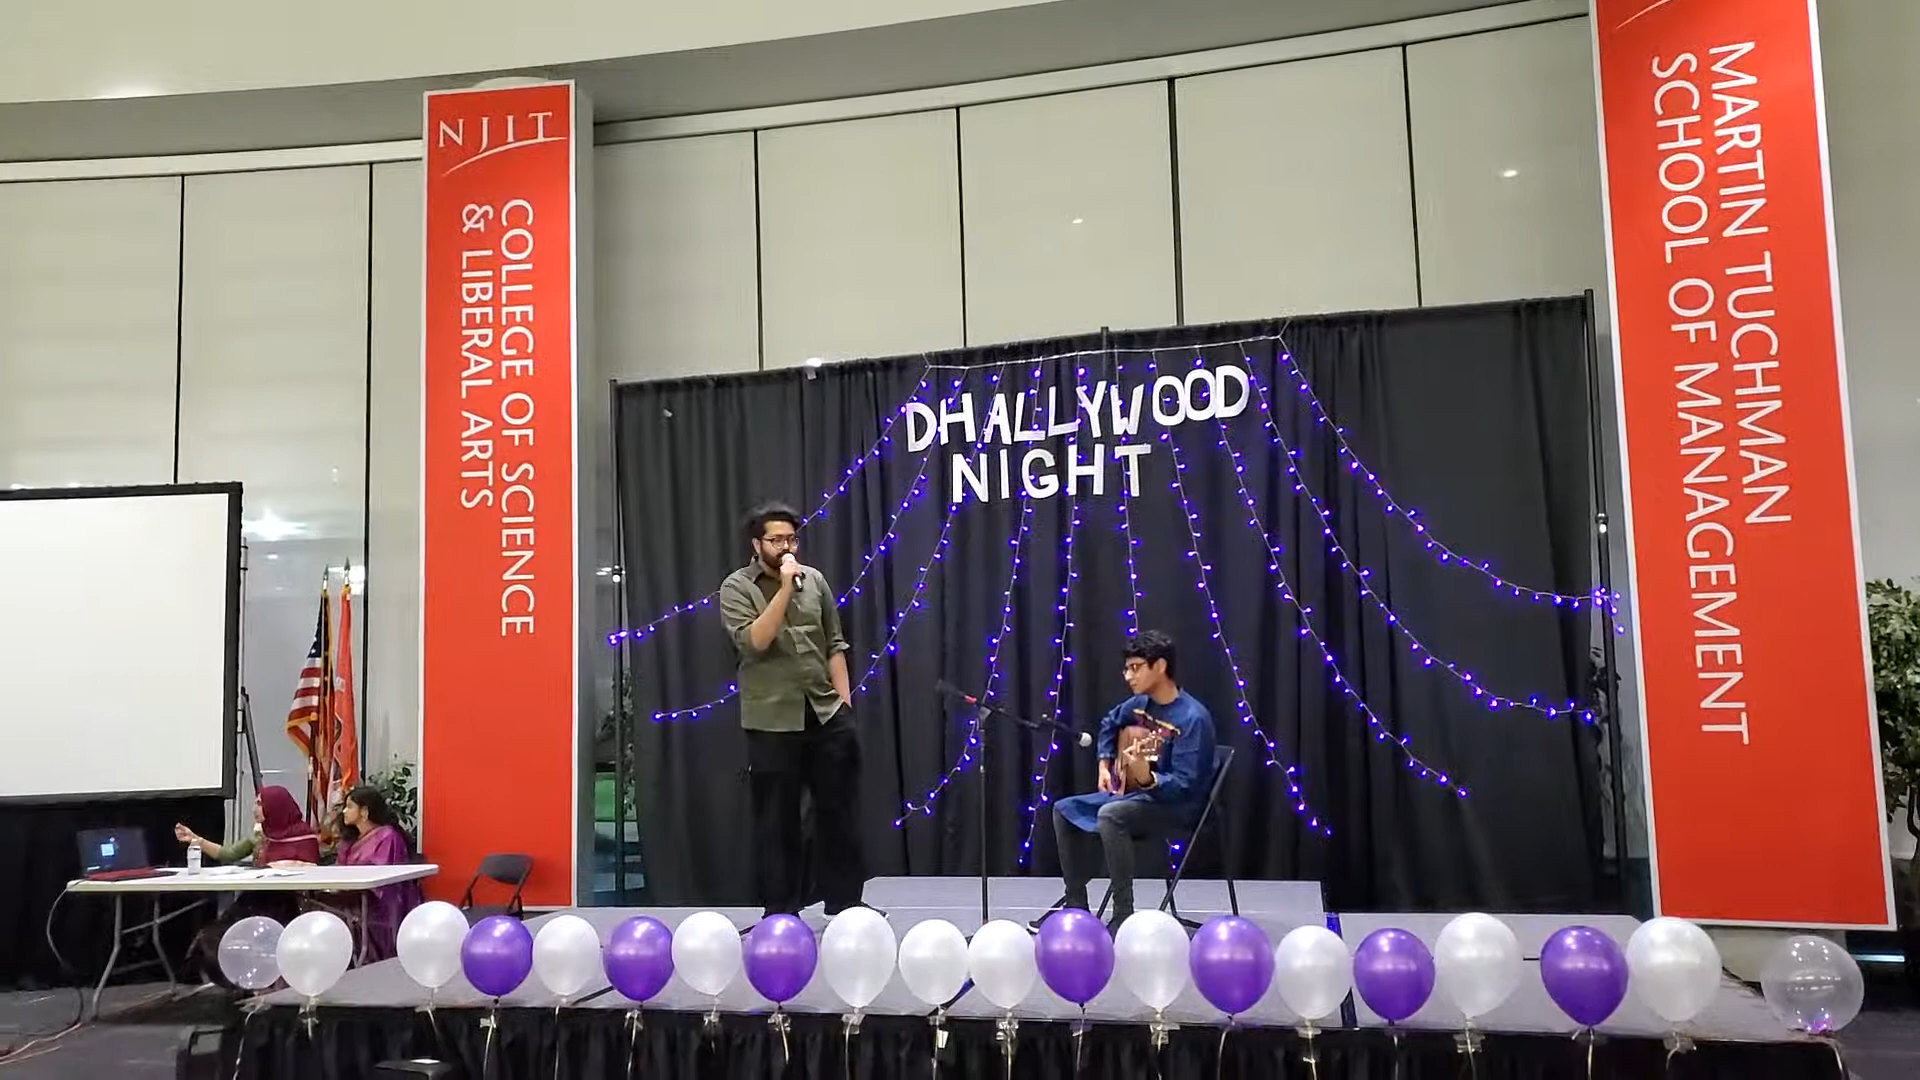 NJIT
COLLEGE OF SCIENCE
& LIBERAL ARTS
DHALLYWOOD
NIGHT
MARTIN TUCHMAN
SCHOOL OF MANAGEMENT